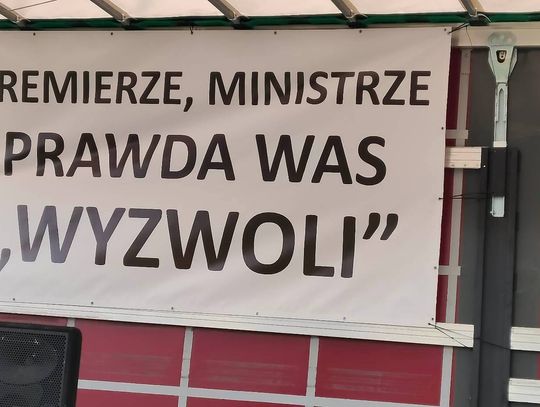 REMIERZE, MINISTRZE
PRAWDA WAS
„WYZWOLI”